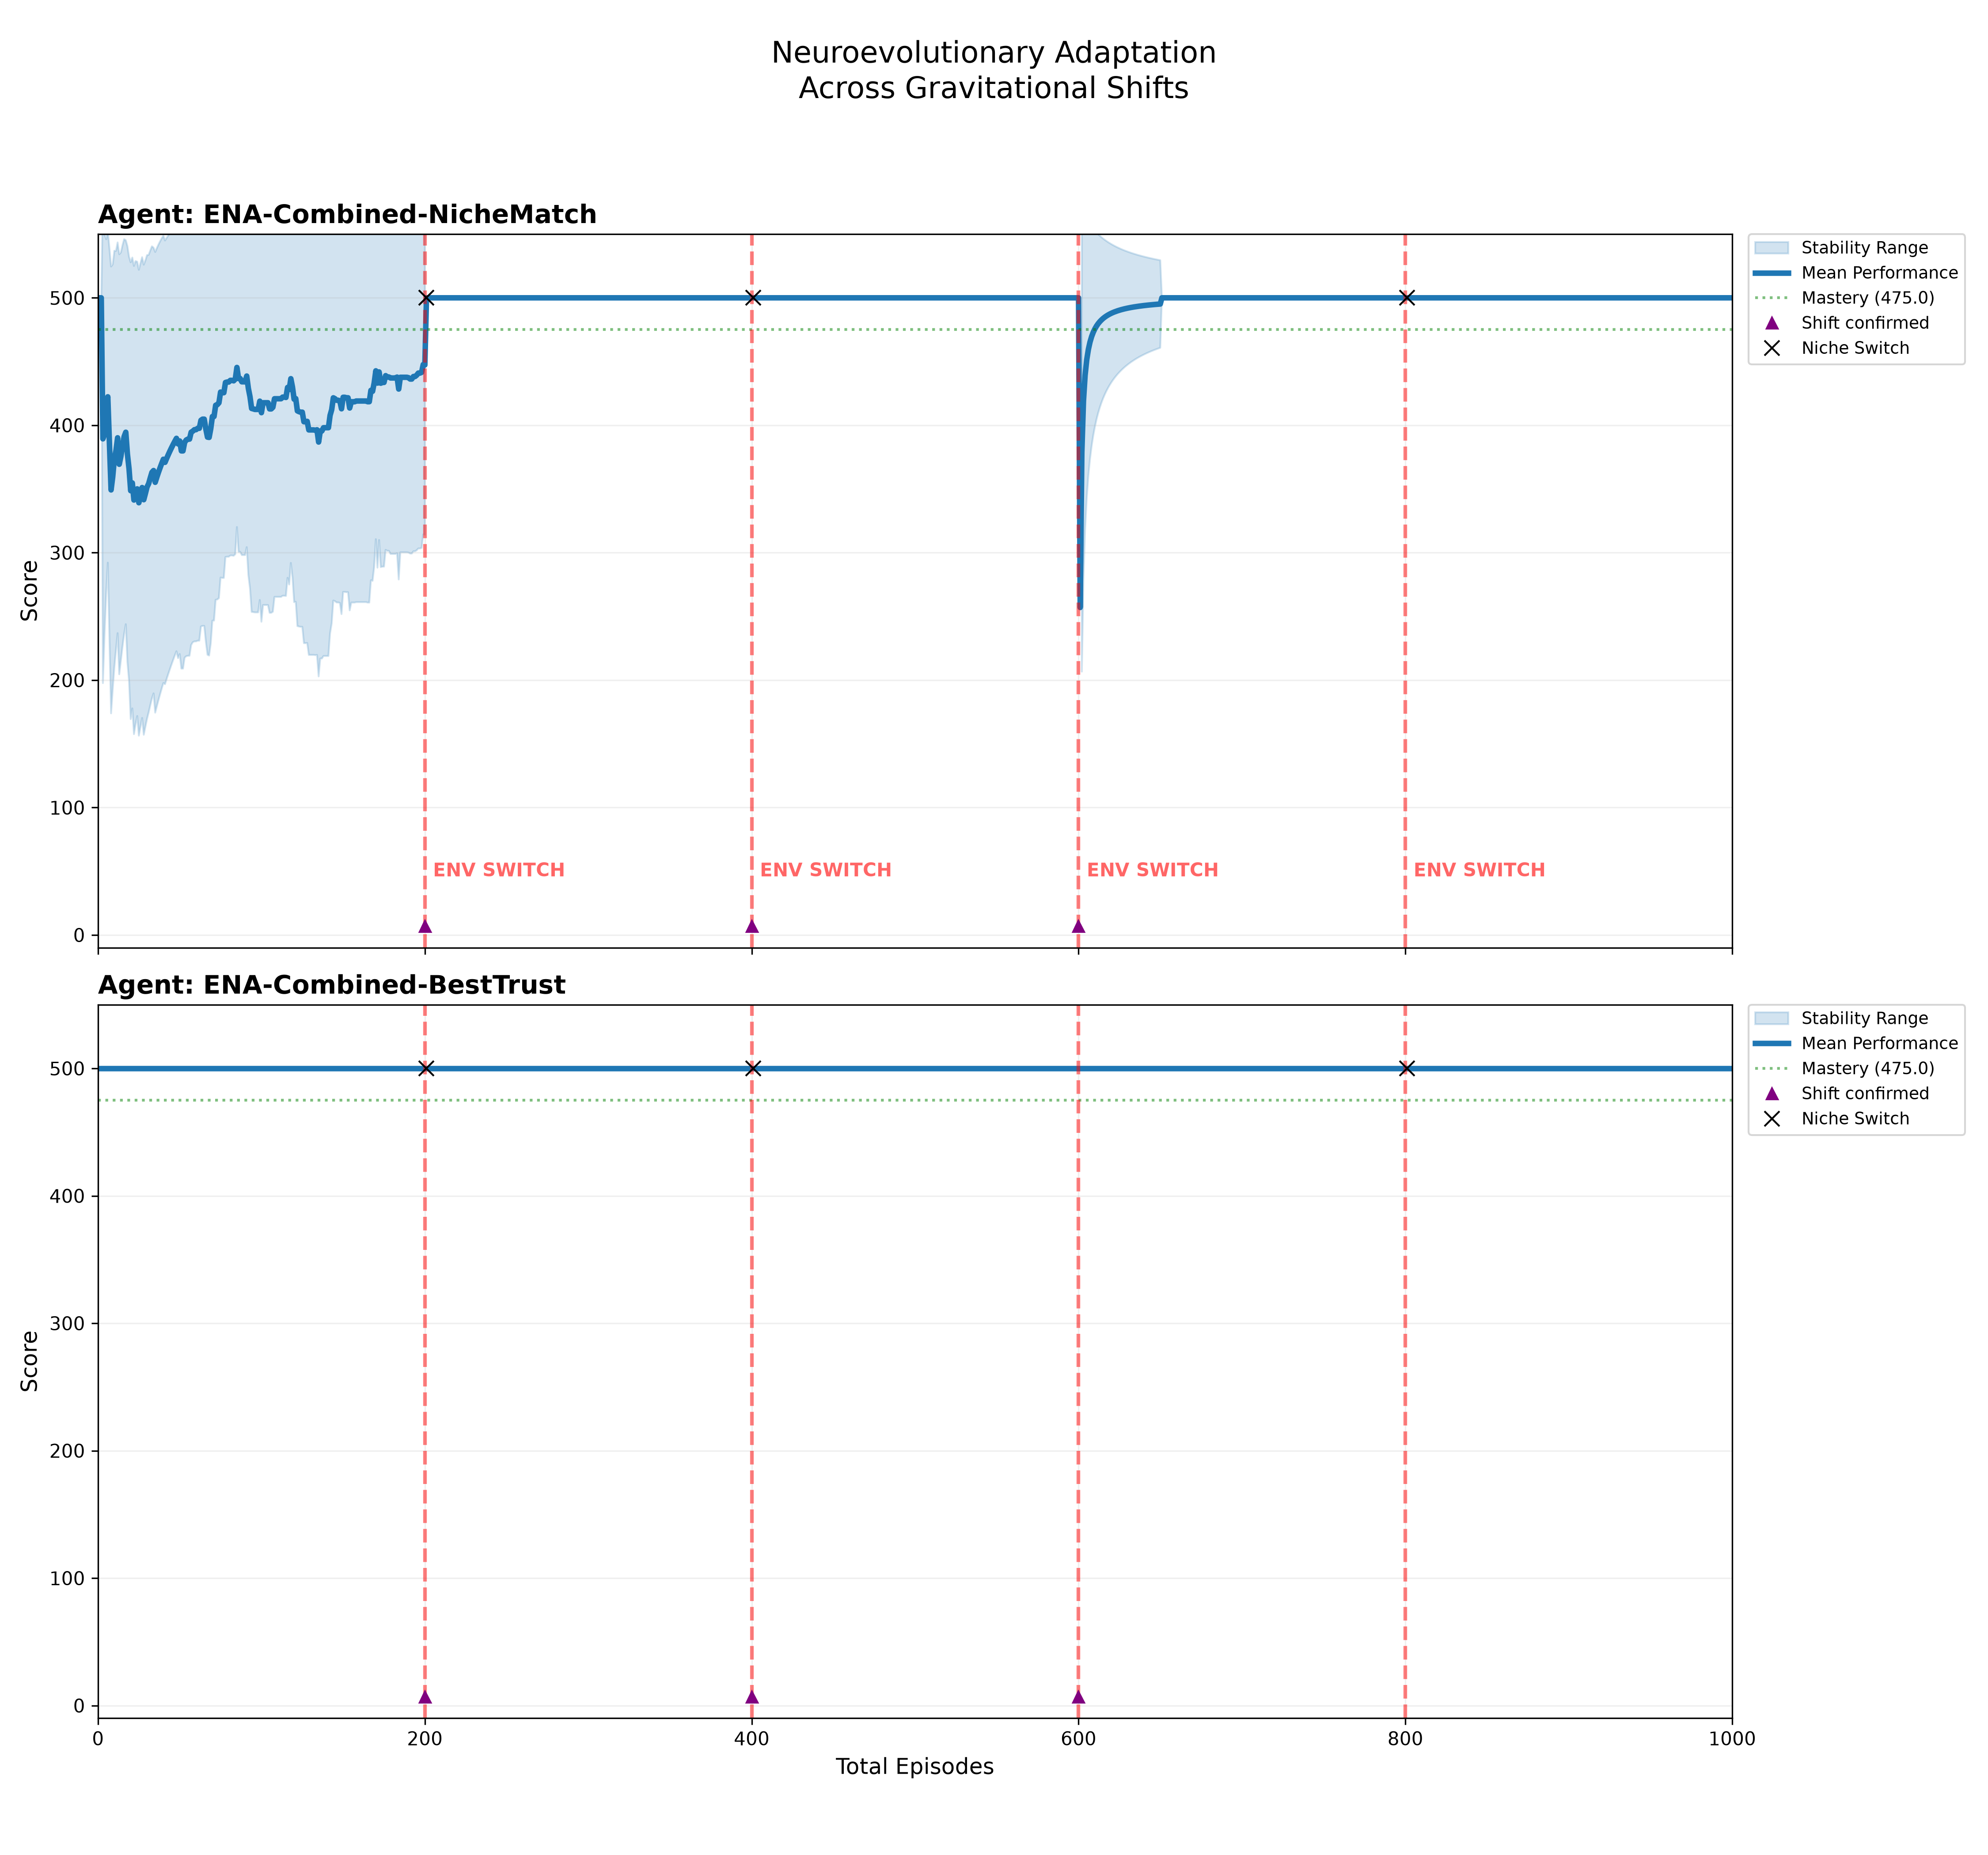 Neuroevolutionary Adaptation
Across Gravitational Shifts
Agent: ENA-Combined-NicheMatch
Score
500
400
300
200
100
0
ENV SWITCH
ENV SWITCH
ENV SWITCH
ENV SWITCH
Stability Range
Mean Performance
Mastery (475.0)
Shift confirmed
Niche Switch
Agent: ENA-Combined-BestTrust
Score
500
400
300
200
100
0
Stability Range
Mean Performance
Mastery (475.0)
Shift confirmed
Niche Switch
0 200 400 600 800 1000
Total Episodes